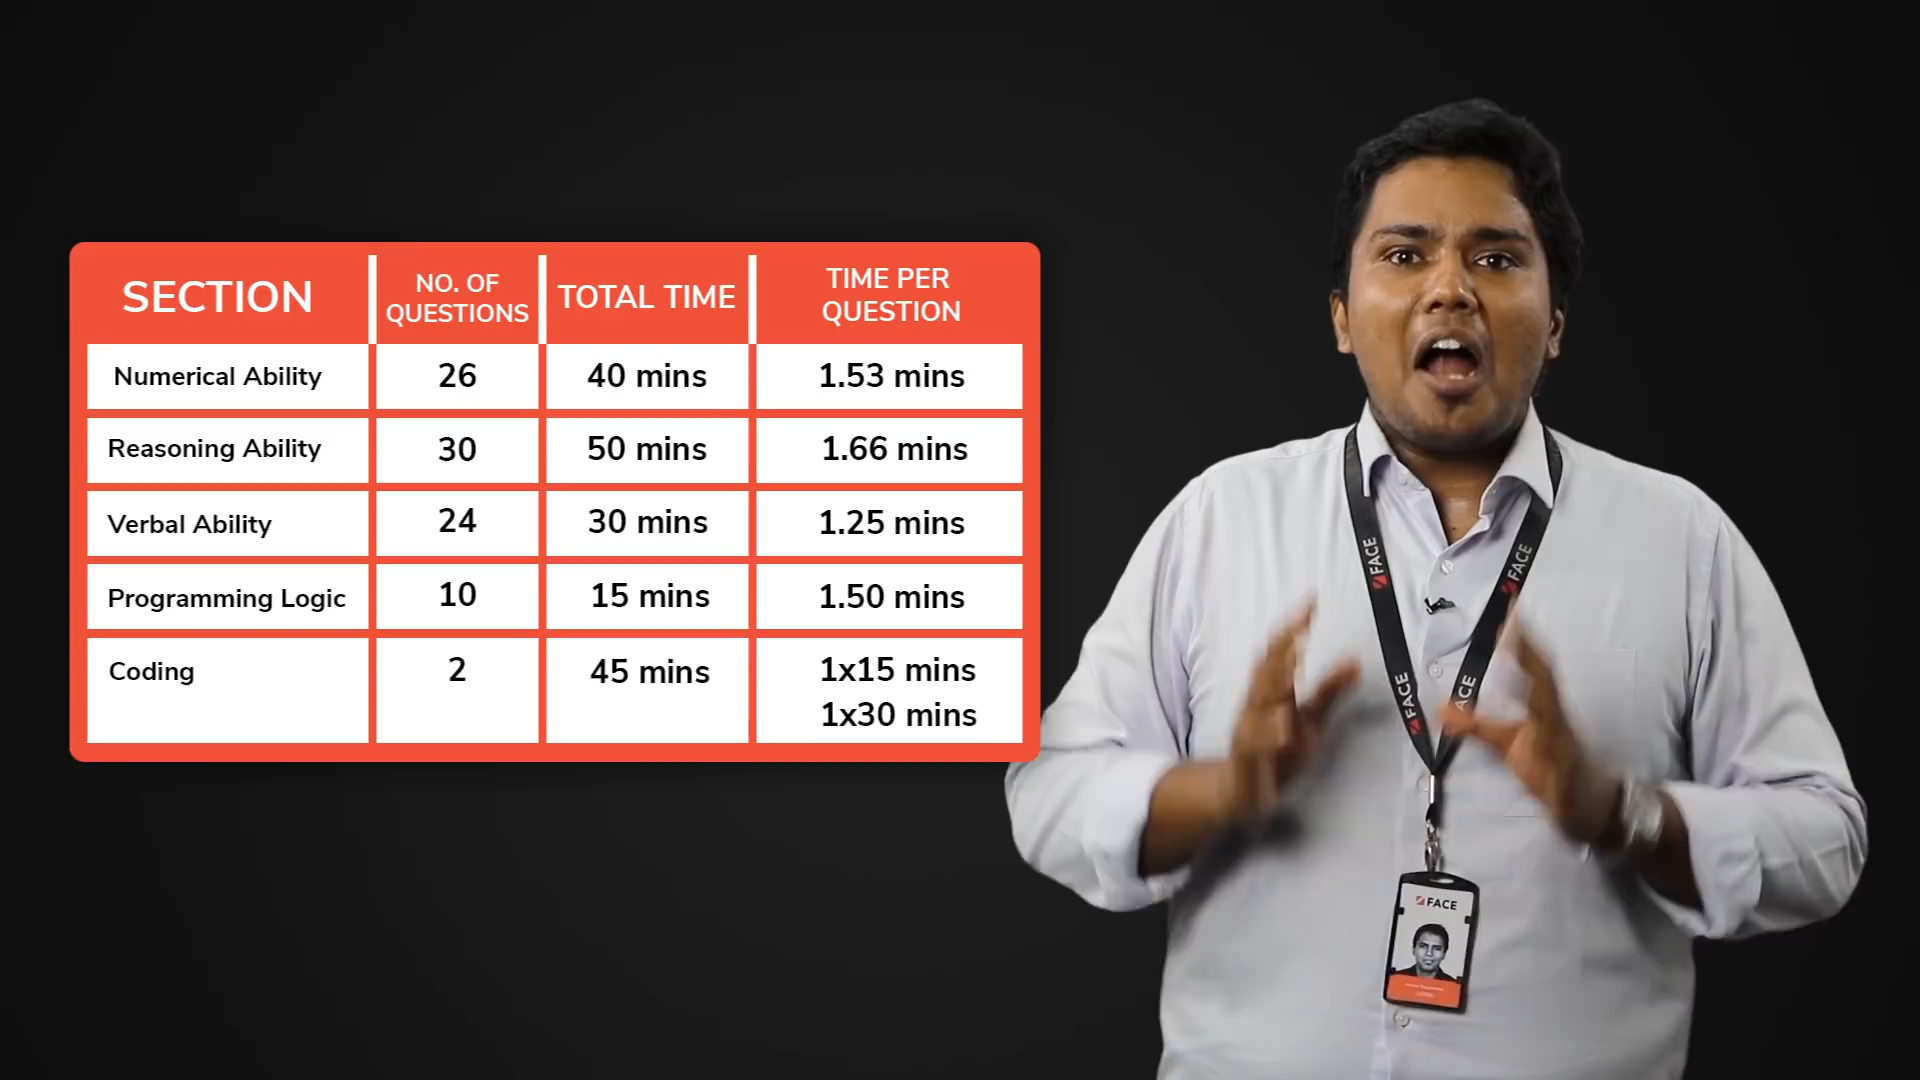 SECTION
NO. OF
QUESTIONS
TOTAL TIME
TIME PER
QUESTION
Numerical Ability
26
40 mins
1.53 mins
Reasoning Ability
30
50 mins
1.66 mins
Verbal Ability
24
30 mins
1.25 mins
Programming Logic
10
15 mins
1.50 mins
Coding
2
45 mins
1x15 mins
1x30 mins
FACE
FACE
FACE
FACE
FACE